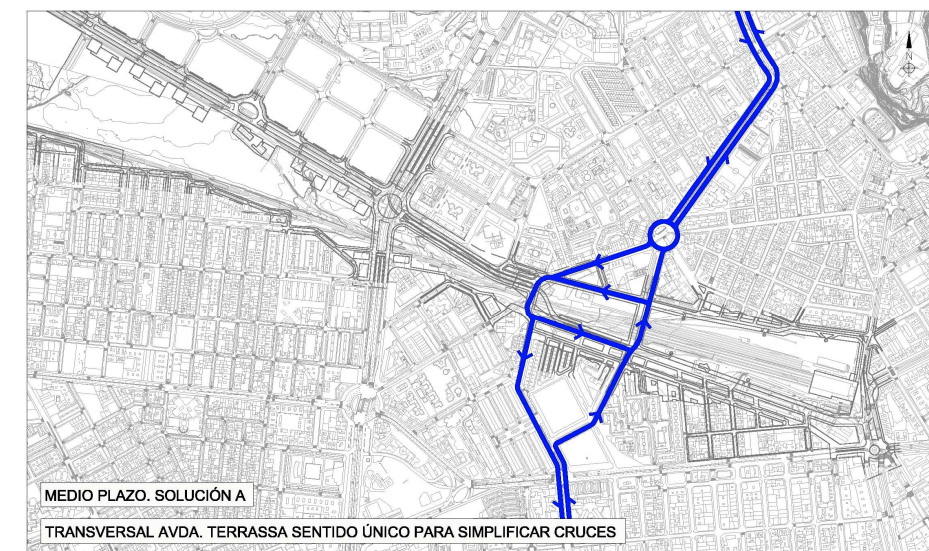 N
MEDIO PLAZO. SOLUCIÓN A
TRANSVERSAL AVDA. TERRASSA SENTIDO ÚNICO PARA SIMPLIFICAR CRUCES